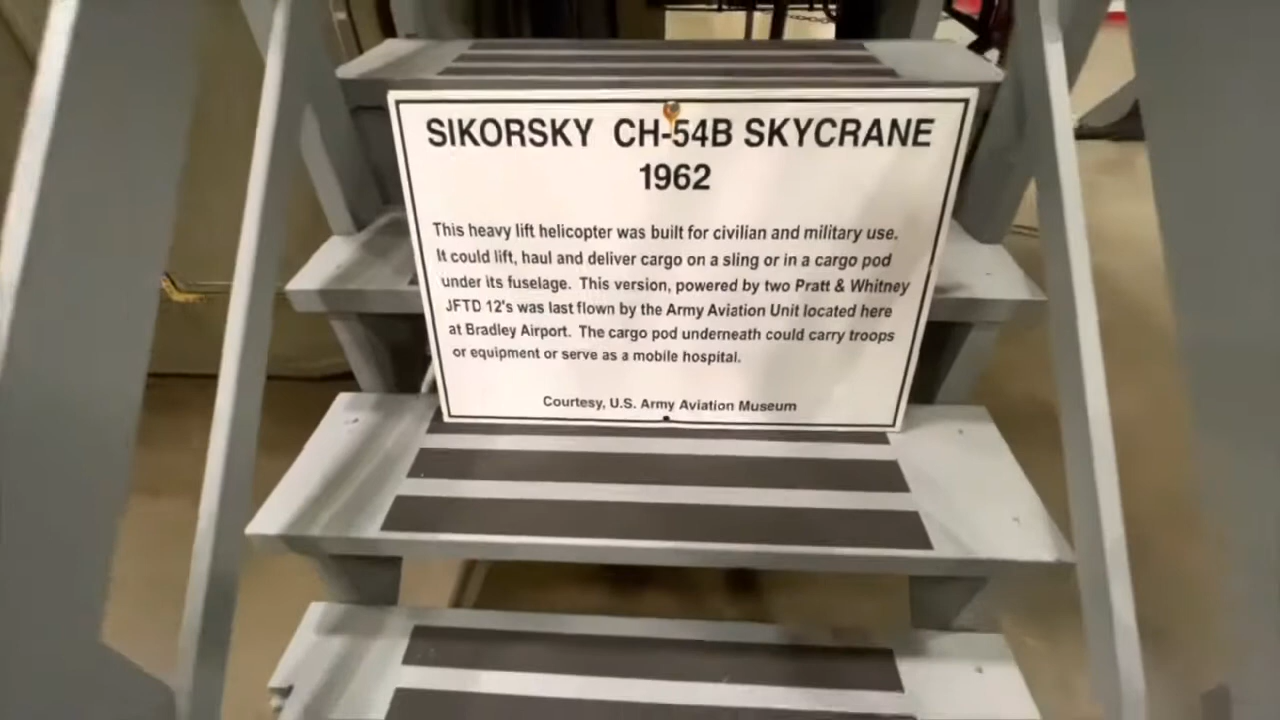 SIKORSKY CH-54B SKYCRANE
1962
This heavy lift helicopter was built for civilian and military use.
It could lift, haul and deliver cargo on a sling or in a cargo pod
under its fuselage. This version, powered by two Pratt & Whitney
JFTD 12's was last flown by the Army Aviation Unit located here
at Bradley Airport. The cargo pod underneath could carry troops
or equipment or serve as a mobile hospital.
Courtesy, U.S. Army Aviation Museum